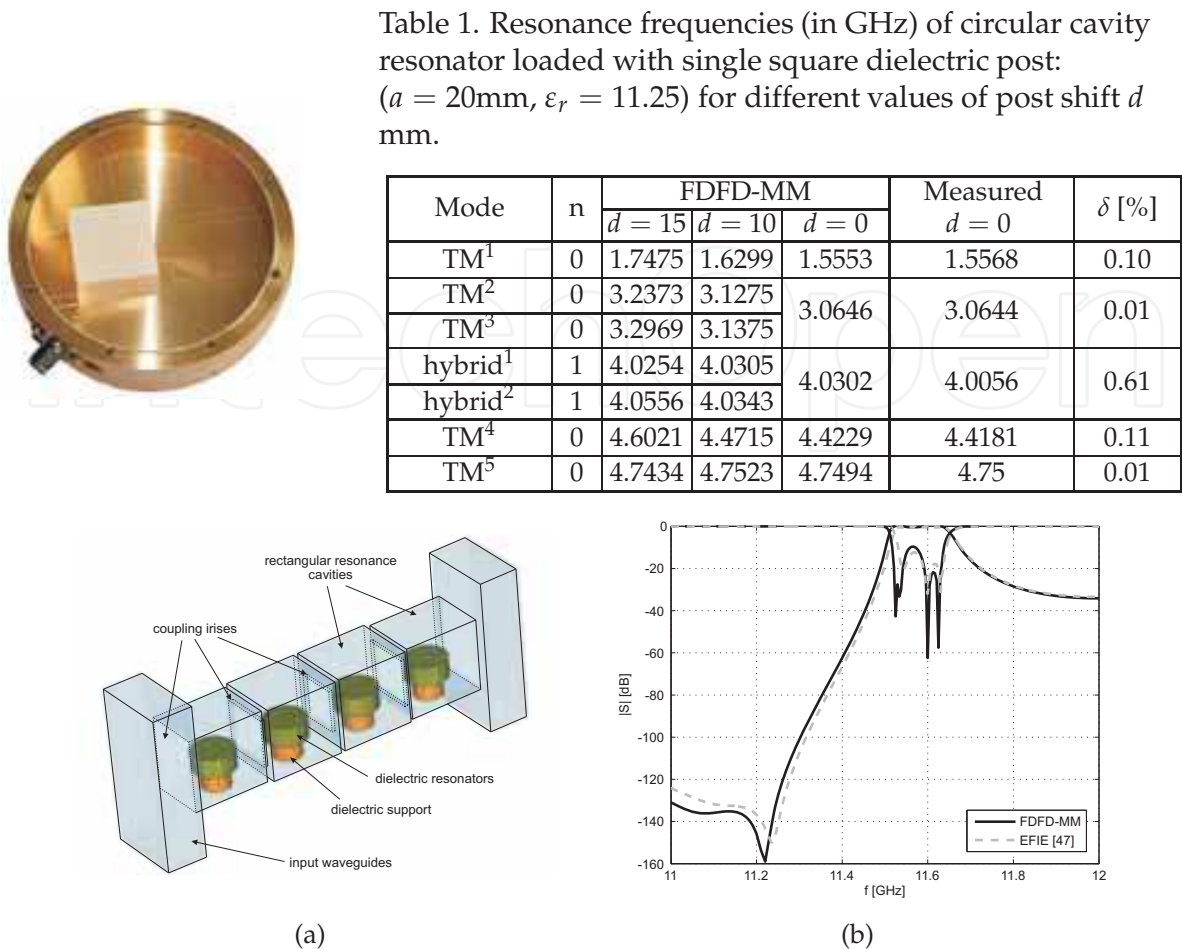 Table 1. Resonance frequencies (in GHz) of circular cavity
resonator loaded with single square dielectric post:
(a = 20mm, εr = 11.25) for different values of post shift d
mm.
Mode n FDFD-MM Measured δ [%]
d = 15 d = 10 d = 0 d = 0
TM¹ 0 1.7475 1.6299 1.5553 1.5568 0.10
TM² 0 3.2373 3.1275 3.0646 3.0644 0.01
TM³ 0 3.2969 3.1375
hybrid¹ 1 4.0254 4.0305 4.0302 4.0056 0.61
hybrid² 1 4.0556 4.0343
TM⁴ 0 4.6021 4.4715 4.4229 4.4181 0.11
TM⁵ 0 4.7434 4.7523 4.7494 4.75 0.01
InTechOpen
rectangular resonance
cavities
coupling irises
dielectric resonators
dielectric support
input waveguides
(a)
|S| [dB]
0
-20
-40
-60
-80
-100
-120
-140
-160
11 11.2 11.4 11.6 11.8 12
f [GHz]
FDFD-MM
EFIE [47]
(b)